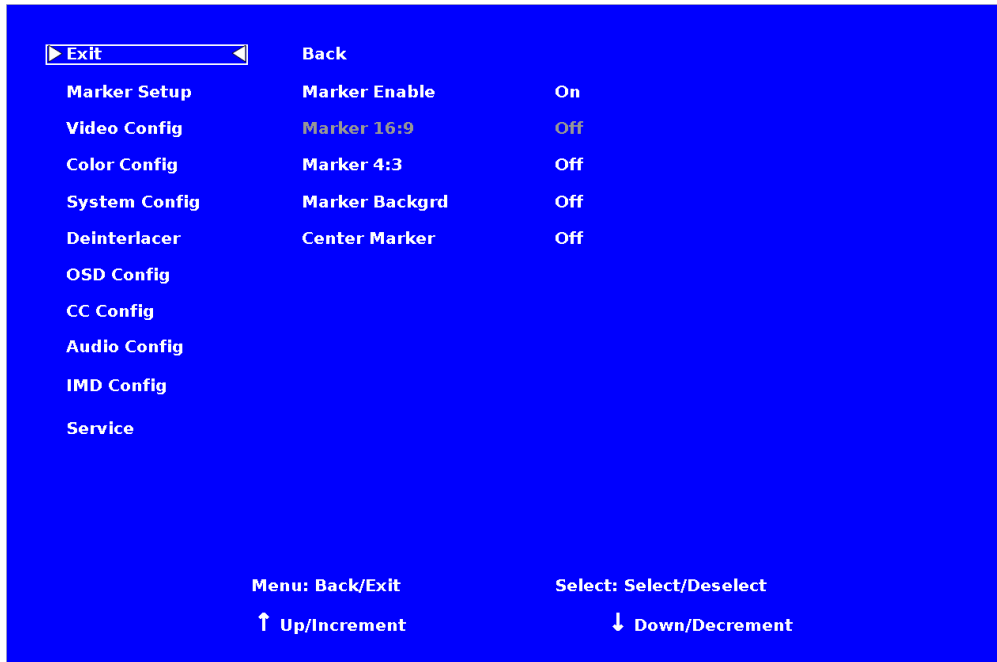 Exit Back
Marker Setup Marker Enable On
Video Config Marker 16:9 Off
Color Config Marker 4:3 Off
System Config Marker Backgrd Off
Deinterlacer Center Marker Off
OSD Config
CC Config
Audio Config
IMD Config
Service
Menu: Back/Exit Select: Select/Deselect
↑ Up/Increment ↓ Down/Decrement